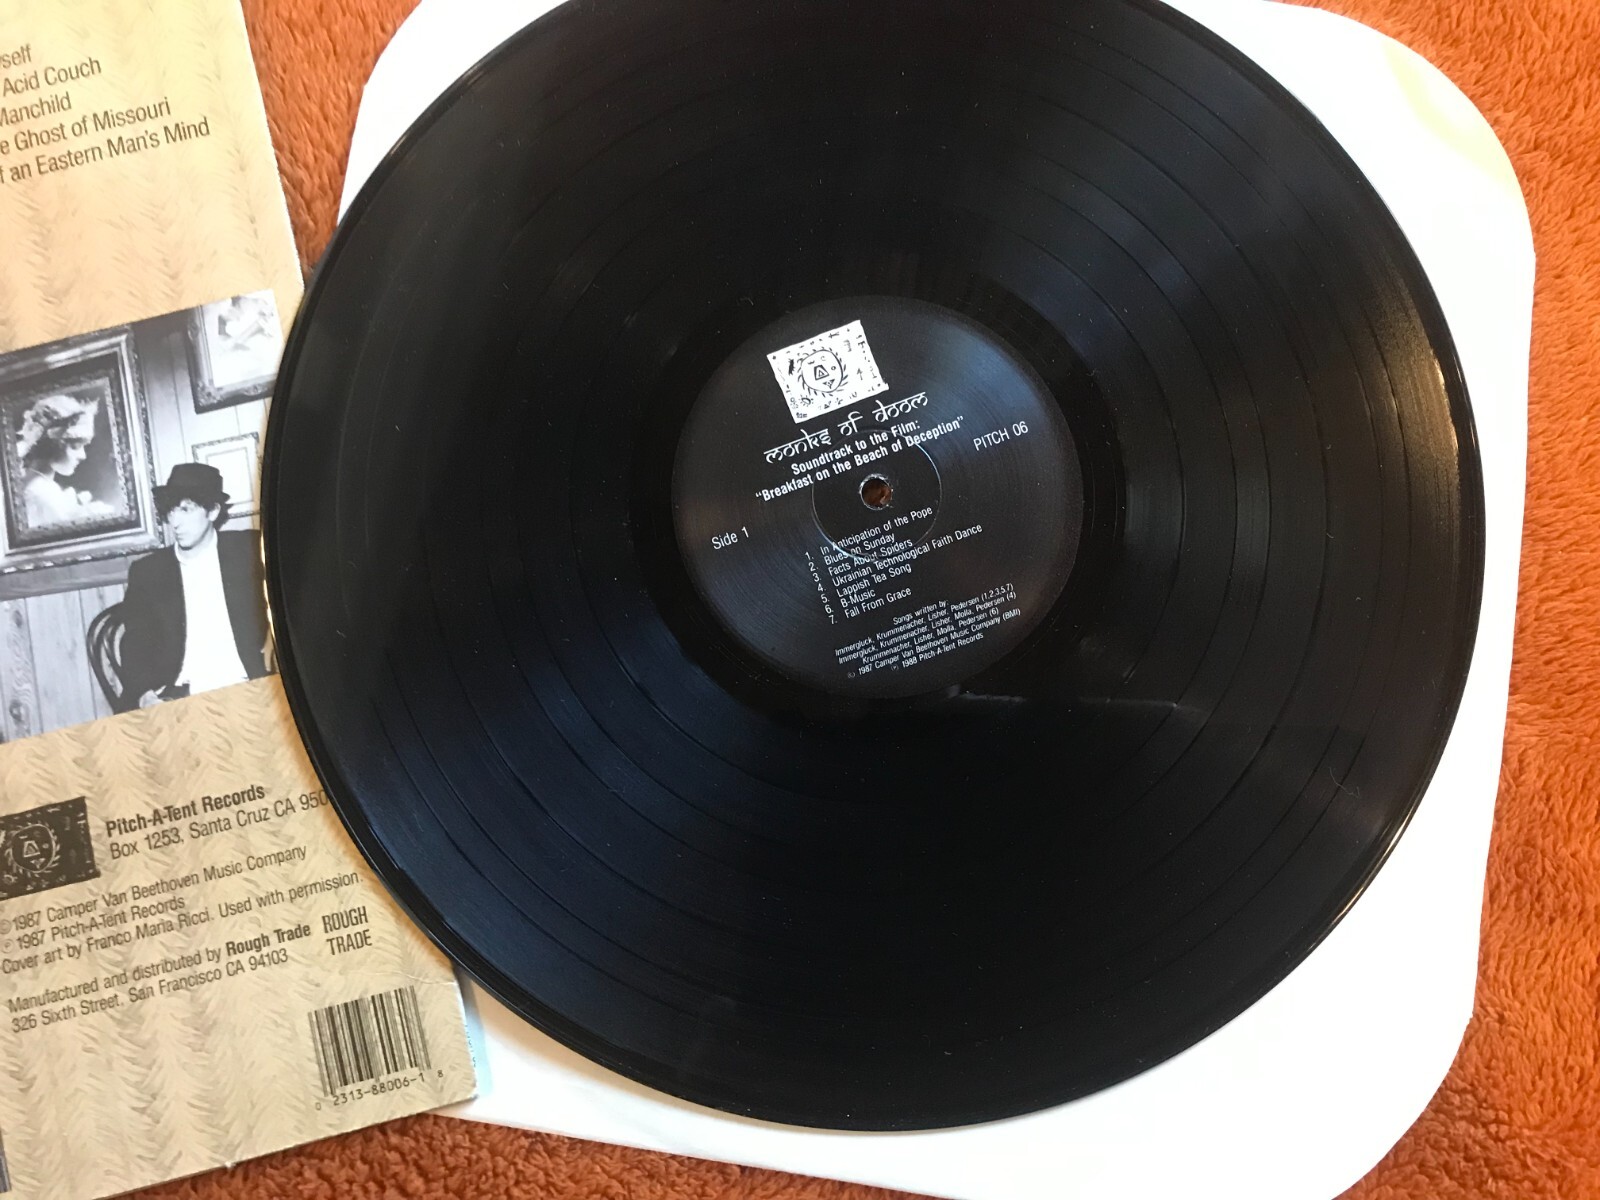 Acid Couch
Manchild
Ghost of Missouri
an Eastern Man's Mind
Pitch-A-Tent Records
Box 1253, Santa Cruz CA 950
©1987 Camper Van Beethoven Music Company
℗1987 Pitch-A-Tent Records
Cover art by Franco Maria Ricci. Used with permission.
Manufactured and distributed by Rough Trade
326 Sixth Street, San Francisco CA 94103
ROUGH
TRADE
0 2313-88006-1 8
monks of doom
Soundtrack to the Film:
"Breakfast on the Beach of Deception"
PITCH 06
Side 1
1. In Anticipation of the Pope
2. Blues on Sunday
3. Facts About Spiders
4. Ukrainian Technological Faith Dance
5. Lappish Tea Song
6. B-Music
7. Fall From Grace
Songs written by:
Immergluck, Krummenacher, Lisher, Pedersen (1,2,3,5,7)
Immergluck, Krummenacher, Lisher, Molla, Pedersen (4)
Krummenacher, Lisher, Molla, Pedersen (6)
© 1987 Camper Van Beethoven Music Company (BMI)
℗ 1988 Pitch-A-Tent Records